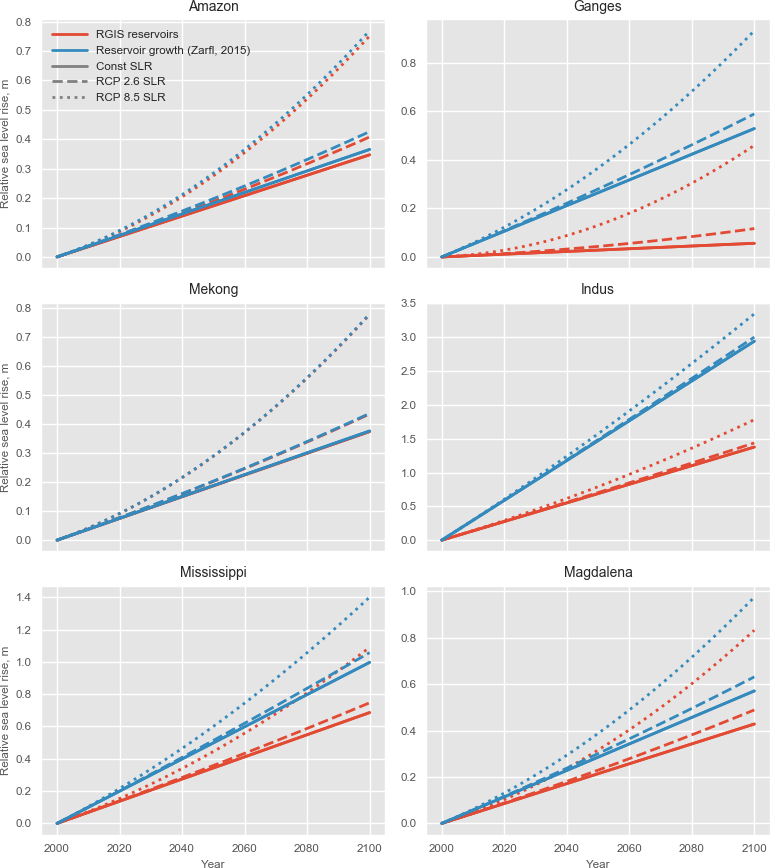 Amazon
Ganges
RGIS reservoirs
Reservoir growth (Zarfl, 2015)
Const SLR
RCP 2.6 SLR
RCP 8.5 SLR
Relative sea level rise, m
0.8
0.7
0.6
0.5
0.4
0.3
0.2
0.1
0.0
0.8
0.6
0.4
0.2
0.0
Mekong
Indus
Relative sea level rise, m
0.8
0.7
0.6
0.5
0.4
0.3
0.2
0.1
0.0
3.5
3.0
2.5
2.0
1.5
1.0
0.5
0.0
Mississippi
Magdalena
Relative sea level rise, m
1.4
1.2
1.0
0.8
0.6
0.4
0.2
0.0
1.0
0.8
0.6
0.4
0.2
0.0
2000 2020 2040 2060 2080 2100
2000 2020 2040 2060 2080 2100
Year
Year